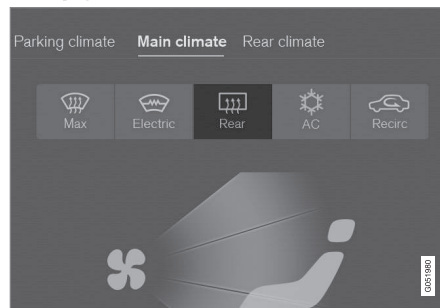 Parking climate Main climate Rear climate
Max Electric Rear AC Recirc
G051980